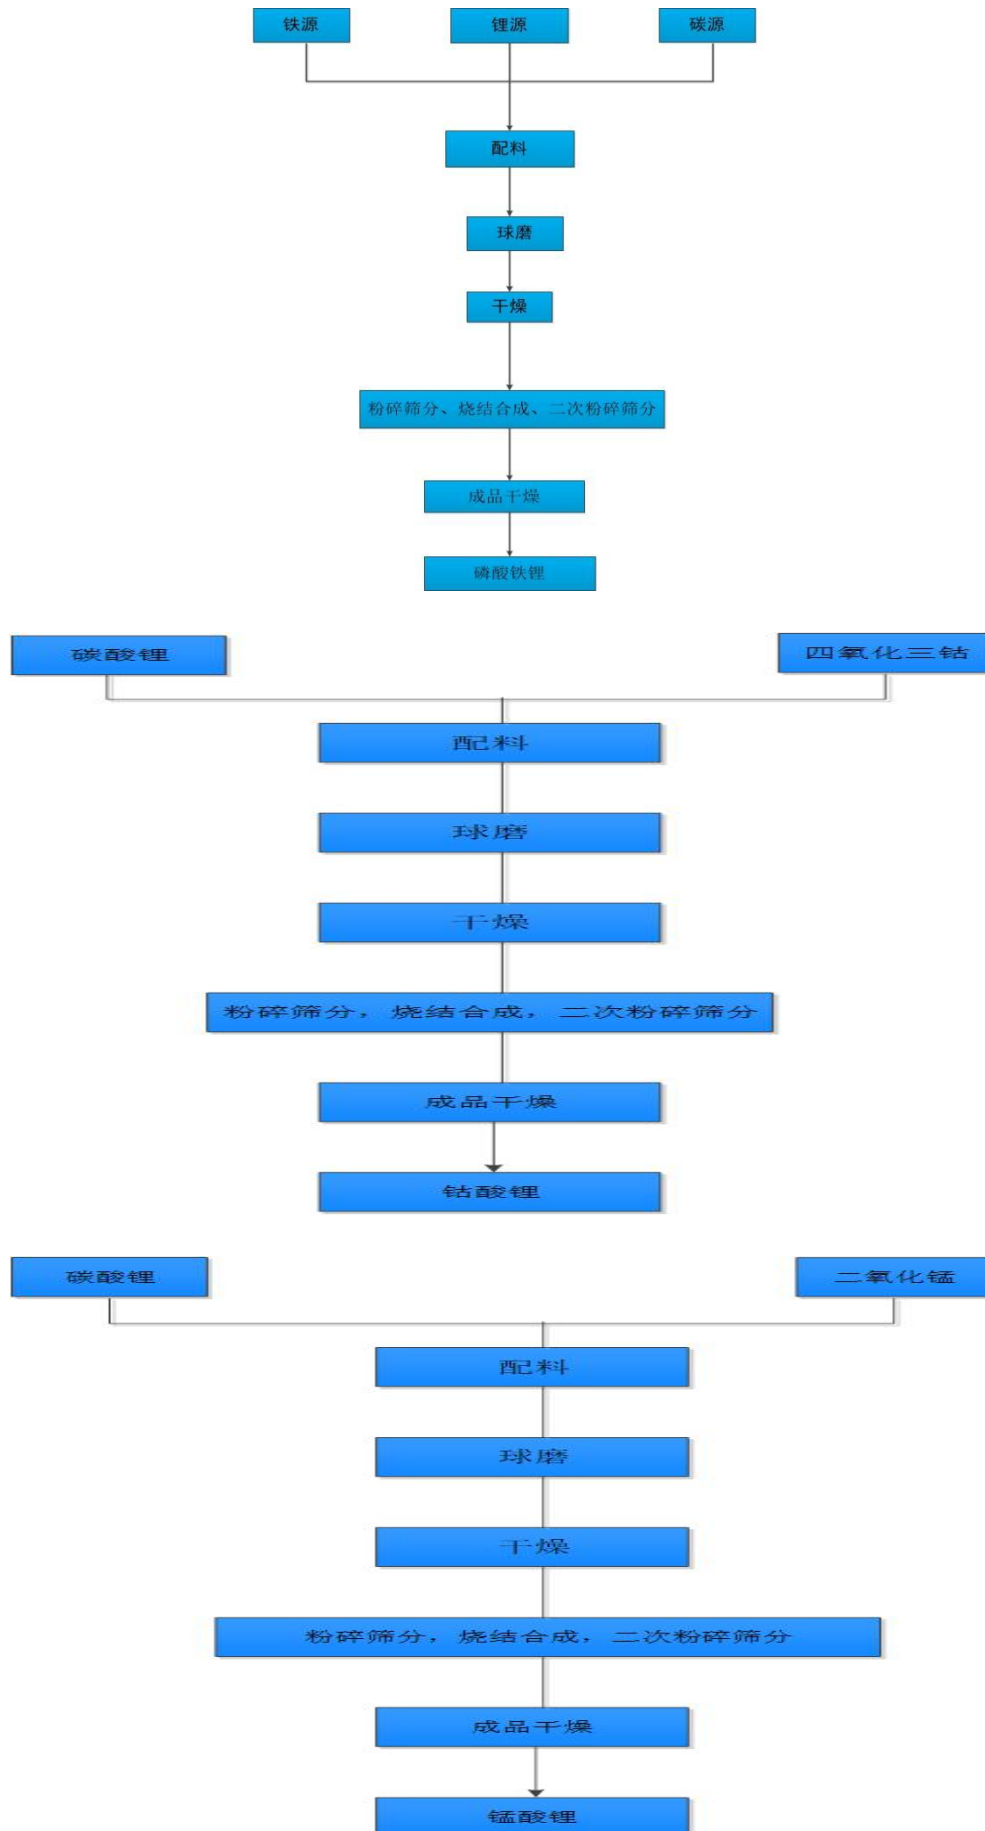 铁源
锂源
碳源
配料
球磨
干燥
粉碎筛分、烧结合成、二次粉碎筛分
成品干燥
磷酸铁锂
碳酸锂
四氧化三钴
配料
球磨
干燥
粉碎筛分，烧结合成，二次粉碎筛分
成品干燥
钴酸锂
碳酸锂
二氧化锰
配料
球磨
干燥
粉碎筛分，烧结合成，二次粉碎筛分
成品干燥
锰酸锂